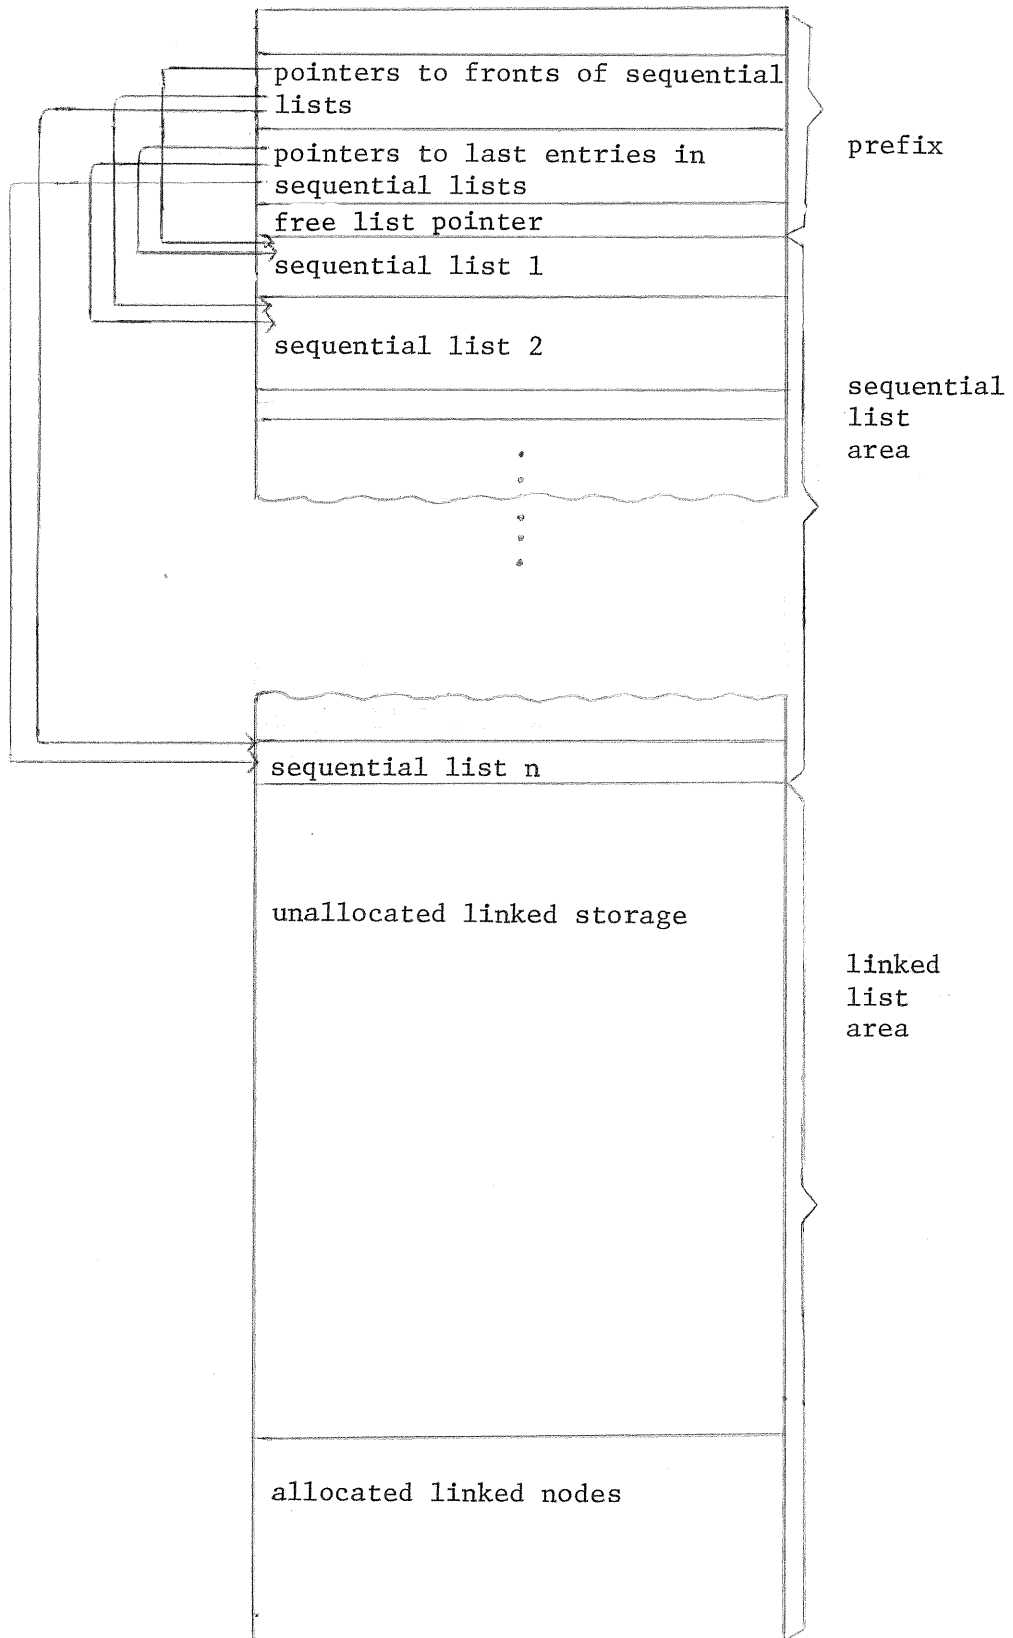 pointers to fronts of sequential
lists
pointers to last entries in
sequential lists
free list pointer
sequential list 1
sequential list 2
sequential list n
unallocated linked storage
allocated linked nodes
prefix
sequential
list
area
linked
list
area